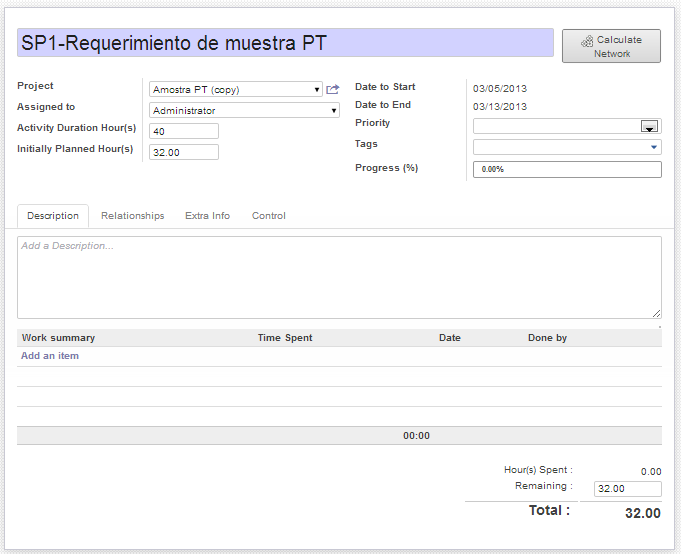 SP1-Requerimiento de muestra PT
Calculate
Network
Project
Amostra PT (copy)
Assigned to
Administrator
Activity Duration Hour(s)
40
Initially Planned Hour(s)
32.00
Date to Start
03/05/2013
Date to End
03/13/2013
Priority
Tags
Progress (%)
0.00%
Description Relationships Extra Info Control
Add a Description...
Work summary Time Spent Date Done by
Add an item
00:00
Hour(s) Spent : 0.00
Remaining : 32.00
Total : 32.00